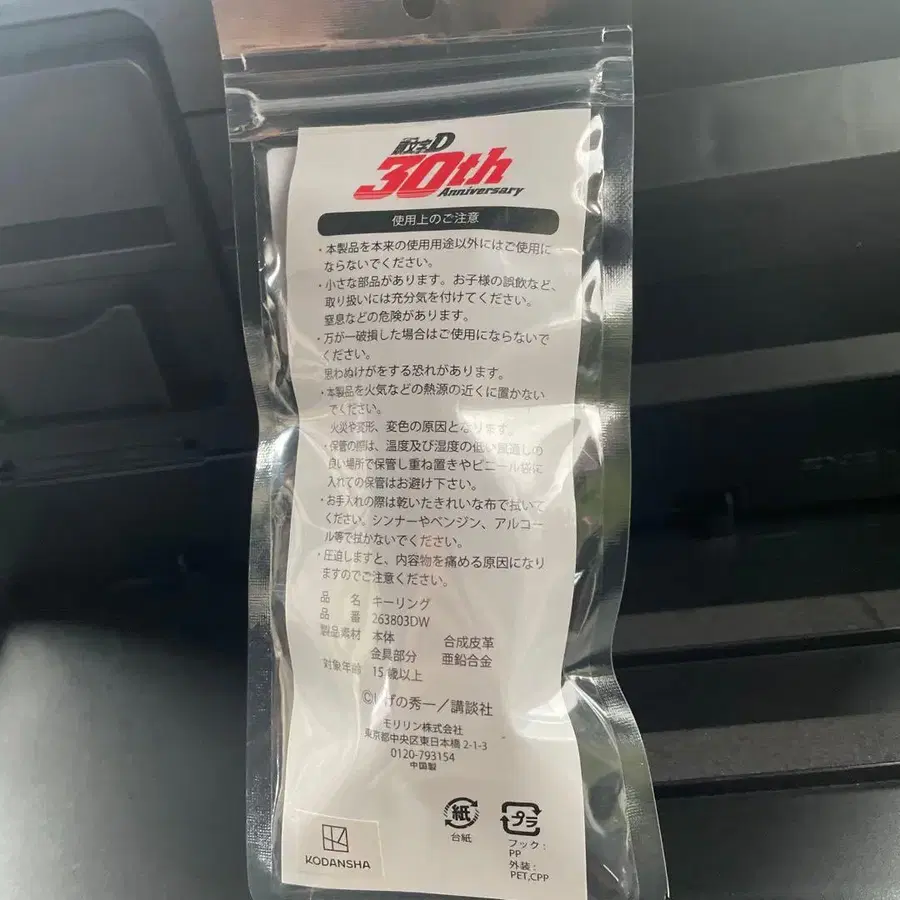 頭文字D
30th
Anniversary
使用上のご注意
・本製品を本来の使用用途以外にはご使用に
ならないでください。
・小さな部品があります。お子様の誤飲など、
取り扱いには充分気を付けてください。
窒息などの危険があります。
・万が一破損した場合はご使用にならないで
ください。
思わぬけがをする恐れがあります。
・本製品を火気などの熱源の近くに置かない
でください。
火災や変形、変色の原因となります。
・保管の際は、温度及び湿度の低い風通しの
良い場所で保管し重ね置きやビニール袋に
入れての保管はお避け下さい。
・お手入れの際は乾いたきれいな布で拭いて
ください。シンナーやベンジン、アルコー
ル等で拭かないでください。
・圧迫しますと、内容物を痛める原因になり
ますのでご注意ください。
品名 キーリング
品番 263803DW
製品素材 本体 合成皮革
金具部分 亜鉛合金
対象年齢 15歳以上
©しげの秀一／講談社
モリリン株式会社
東京都中央区東日本橋 2-1-3
0120-793154
中国製
紙
台紙
プラ
フック：
PP
外装：
PET,CPP
KODANSHA